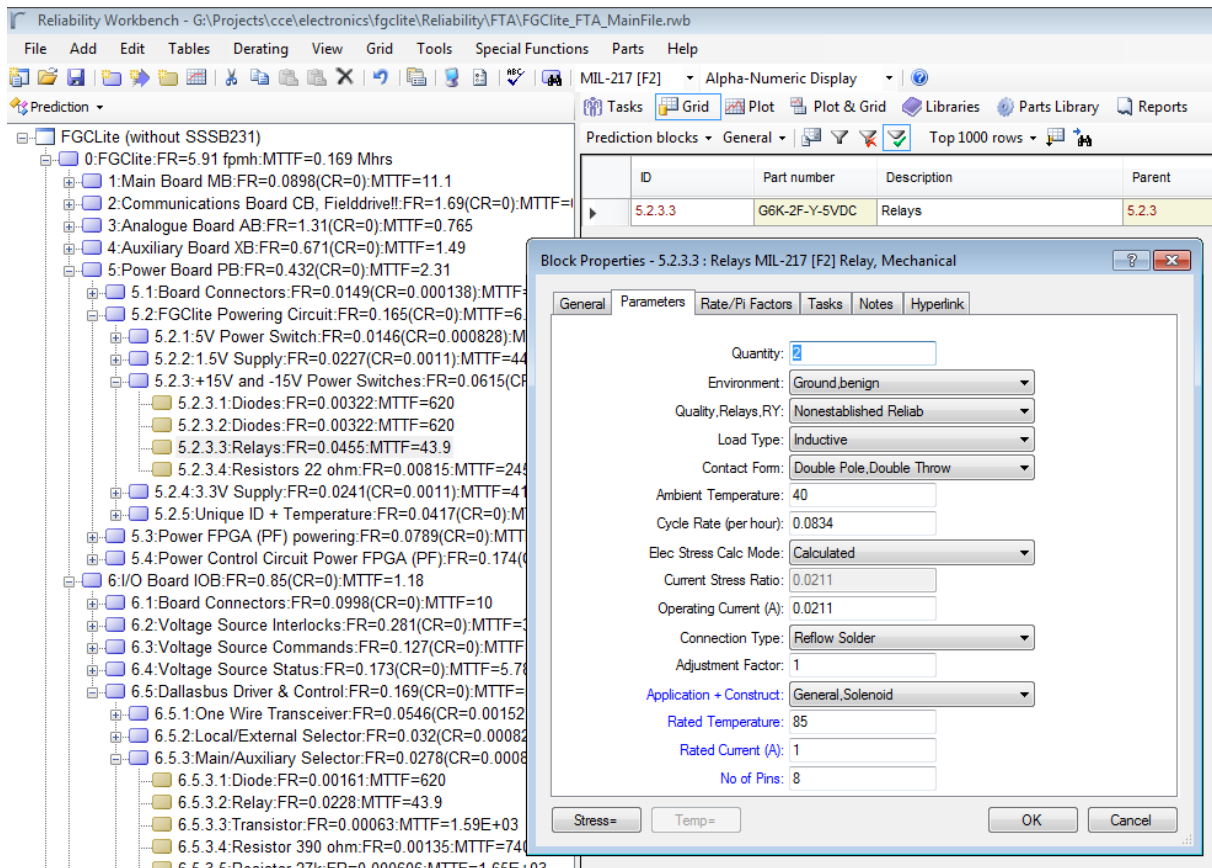 Reliability Workbench - G:\Projects\cce\electronics\fgclite\Reliability\FTA\FGClite_FTA_MainFile.rwb
File Add Edit Tables Derating View Grid Tools Special Functions Parts Help
ABC MIL-217 [F2] Alpha-Numeric Display
Prediction
Tasks Grid Plot Plot & Grid Libraries Parts Library Reports
Prediction blocks General Top 1000 rows
FGCLite (without SSSB231)
0:FGClite:FR=5.91 fpmh:MTTF=0.169 Mhrs
1:Main Board MB:FR=0.0898(CR=0):MTTF=11.1
2:Communications Board CB, Fielddrive!!:FR=1.69(CR=0):MTTF=
3:Analogue Board AB:FR=1.31(CR=0):MTTF=0.765
4:Auxiliary Board XB:FR=0.671(CR=0):MTTF=1.49
5:Power Board PB:FR=0.432(CR=0):MTTF=2.31
5.1:Board Connectors:FR=0.0149(CR=0.000138):MTTF=
5.2:FGClite Powering Circuit:FR=0.165(CR=0):MTTF=6.
5.2.1:5V Power Switch:FR=0.0146(CR=0.000828):M
5.2.2:1.5V Supply:FR=0.0227(CR=0.0011):MTTF=44
5.2.3:+15V and -15V Power Switches:FR=0.0615(CR
5.2.3.1:Diodes:FR=0.00322:MTTF=620
5.2.3.2:Diodes:FR=0.00322:MTTF=620
5.2.3.3:Relays:FR=0.0455:MTTF=43.9
5.2.3.4:Resistors 22 ohm:FR=0.00815:MTTF=245
5.2.4:3.3V Supply:FR=0.0241(CR=0.0011):MTTF=41
5.2.5:Unique ID + Temperature:FR=0.0417(CR=0):M
5.3:Power FPGA (PF) powering:FR=0.0789(CR=0):MTT
5.4:Power Control Circuit Power FPGA (PF):FR=0.174(
6:I/O Board IOB:FR=0.85(CR=0):MTTF=1.18
6.1:Board Connectors:FR=0.0998(CR=0):MTTF=10
6.2:Voltage Source Interlocks:FR=0.281(CR=0):MTTF=3
6.3:Voltage Source Commands:FR=0.127(CR=0):MTTF
6.4:Voltage Source Status:FR=0.173(CR=0):MTTF=5.78
6.5:Dallasbus Driver & Control:FR=0.169(CR=0):MTTF=
6.5.1:One Wire Transceiver:FR=0.0546(CR=0.00152
6.5.2:Local/External Selector:FR=0.032(CR=0.00082
6.5.3:Main/Auxiliary Selector:FR=0.0278(CR=0.0008
6.5.3.1:Diode:FR=0.00161:MTTF=620
6.5.3.2:Relay:FR=0.0228:MTTF=43.9
6.5.3.3:Transistor:FR=0.00063:MTTF=1.59E+03
6.5.3.4:Resistor 390 ohm:FR=0.00135:MTTF=740
6.5.3.5:Resistor 27k:FR=0.000606:MTTF=1.65E+03
ID Part number Description Parent
5.2.3.3 G6K-2F-Y-5VDC Relays 5.2.3
Block Properties - 5.2.3.3 : Relays MIL-217 [F2] Relay, Mechanical
General Parameters Rate/Pi Factors Tasks Notes Hyperlink
Quantity: 2
Environment: Ground,benign
Quality,Relays,RY: Nonestablished Reliab
Load Type: Inductive
Contact Form: Double Pole,Double Throw
Ambient Temperature: 40
Cycle Rate (per hour): 0.0834
Elec Stress Calc Mode: Calculated
Current Stress Ratio: 0.0211
Operating Current (A): 0.0211
Connection Type: Reflow Solder
Adjustment Factor: 1
Application + Construct: General,Solenoid
Rated Temperature: 85
Rated Current (A): 1
No of Pins: 8
Stress= Temp= OK Cancel